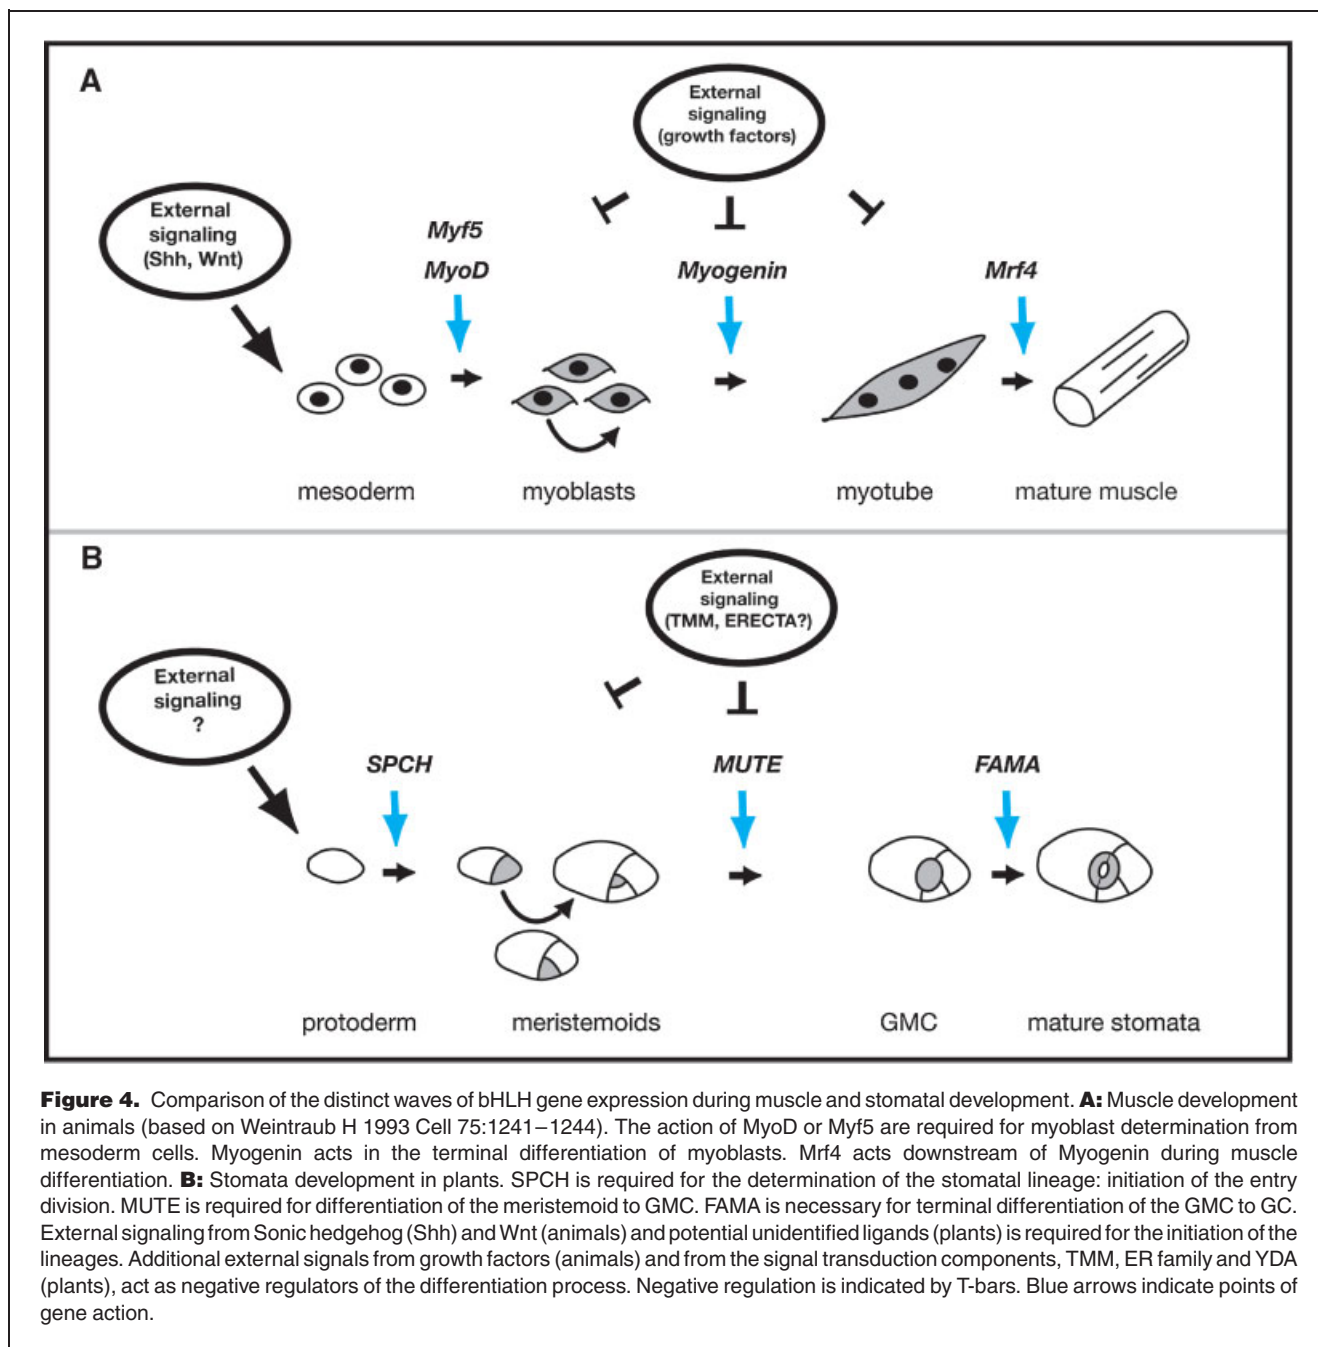 A
External
signaling
(growth factors)
External
signaling
(Shh, Wnt)
Myf5
MyoD
Myogenin
Mrf4
mesoderm
myoblasts
myotube
mature muscle
B
External
signaling
(TMM, ERECTA?)
External
signaling
?
SPCH
MUTE
FAMA
protoderm
meristemoids
GMC
mature stomata
Figure 4. Comparison of the distinct waves of bHLH gene expression during muscle and stomatal development. A: Muscle development
in animals (based on Weintraub H 1993 Cell 75:1241–1244). The action of MyoD or Myf5 are required for myoblast determination from
mesoderm cells. Myogenin acts in the terminal differentiation of myoblasts. Mrf4 acts downstream of Myogenin during muscle
differentiation. B: Stomata development in plants. SPCH is required for the determination of the stomatal lineage: initiation of the entry
division. MUTE is required for differentiation of the meristemoid to GMC. FAMA is necessary for terminal differentiation of the GMC to GC.
External signaling from Sonic hedgehog (Shh) and Wnt (animals) and potential unidentified ligands (plants) is required for the initiation of the
lineages. Additional external signals from growth factors (animals) and from the signal transduction components, TMM, ER family and YDA
(plants), act as negative regulators of the differentiation process. Negative regulation is indicated by T-bars. Blue arrows indicate points of
gene action.